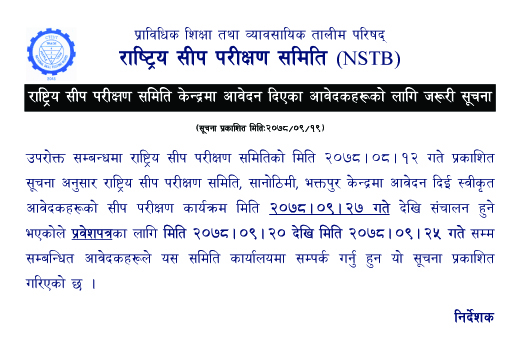 प्राविधिक शिक्षा तथा व्यावसायिक तालीम परिषद्
राष्ट्रिय सीप परीक्षण समिति (NSTB)
राष्ट्रिय सीप परीक्षण समिति केन्द्रमा आवेदन दिएका आवेदकहरूको लागि जरूरी सूचना
(सूचना प्रकाशित मितिः२०७८/०९/१९)
उपरोक्त सम्बन्धमा राष्ट्रिय सीप परीक्षण समितिको मिति २०७८।०८।१२ गते प्रकाशित
सूचना अनुसार राष्ट्रिय सीप परीक्षण समिति, सानोठिमी, भक्तपुर केन्द्रमा आवेदन दिई स्वीकृत
आवेदकहरूको सीप परीक्षण कार्यक्रम मिति २०७८।०९।२७ गते देखि संचालन हुने
भएकोले प्रवेशपत्रका लागि मिति २०७८।०९।२० देखि मिति २०७८।०९।२५ गते सम्म
सम्बन्धित आवेदकहरूले यस समिति कार्यालयमा सम्पर्क गर्नु हुन यो सूचना प्रकाशित
गरिएको छ ।
निर्देशक